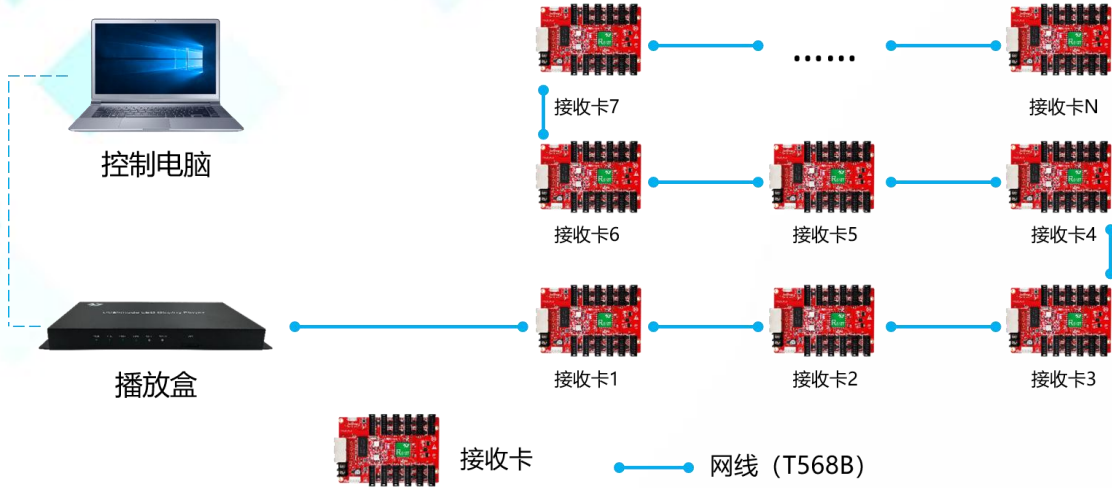 控制电脑
播放盒
......
接收卡7
接收卡N
接收卡6
接收卡5
接收卡4
接收卡1
接收卡2
接收卡3
接收卡
网线（T568B）